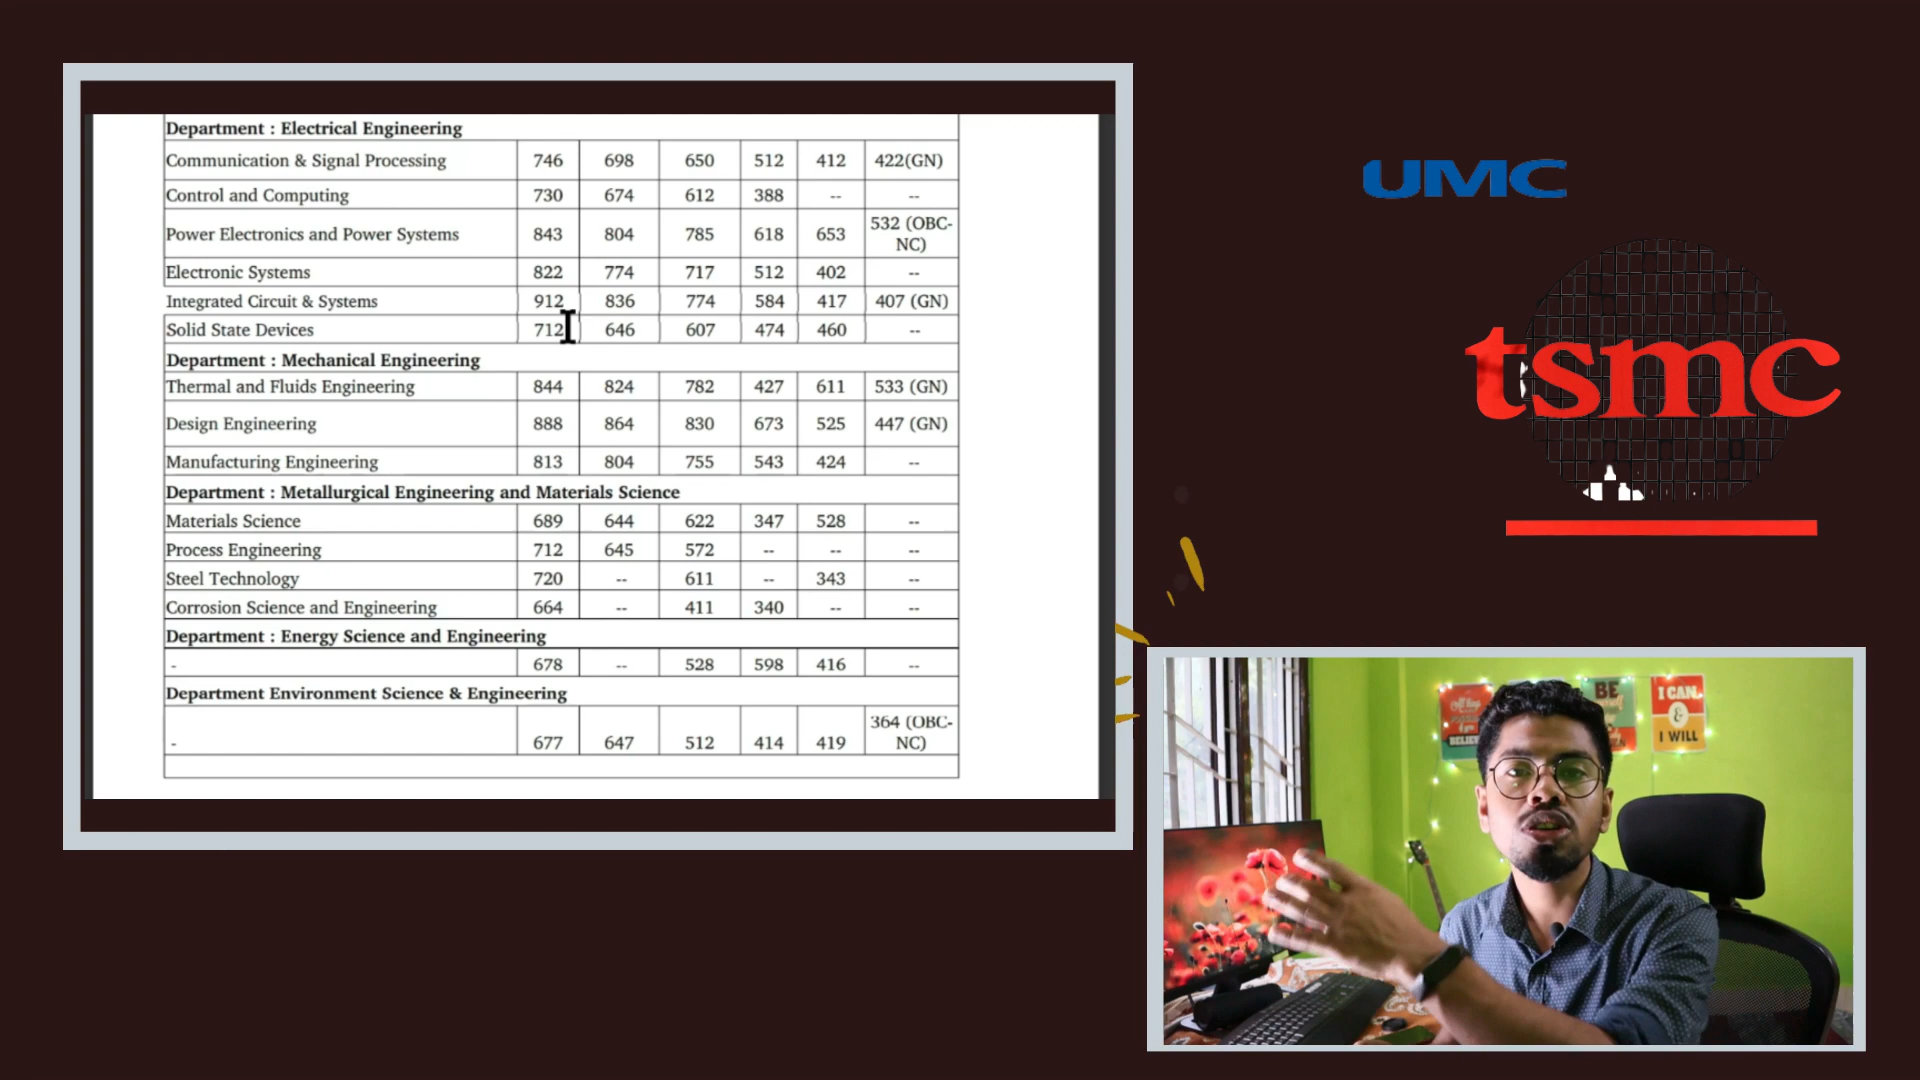 Department : Electrical Engineering
Communication & Signal Processing 746 698 650 512 412 422(GN)
Control and Computing 730 674 612 388 -- --
Power Electronics and Power Systems 843 804 785 618 653 532 (OBC-
NC)
Electronic Systems 822 774 717 512 402 --
Integrated Circuit & Systems 912 836 774 584 417 407 (GN)
Solid State Devices 712 646 607 474 460 --
Department : Mechanical Engineering
Thermal and Fluids Engineering 844 824 782 427 611 533 (GN)
Design Engineering 888 864 830 673 525 447 (GN)
Manufacturing Engineering 813 804 755 543 424 --
Department : Metallurgical Engineering and Materials Science
Materials Science 689 644 622 347 528 --
Process Engineering 712 645 572 -- -- --
Steel Technology 720 -- 611 -- 343 --
Corrosion Science and Engineering 664 -- 411 340 -- --
Department : Energy Science and Engineering
- 678 -- 528 598 416 --
Department Environment Science & Engineering
- 677 647 512 414 419 364 (OBC-
NC)
UMC
tsmc
BELIEVE
BE
I CAN
&
I WILL